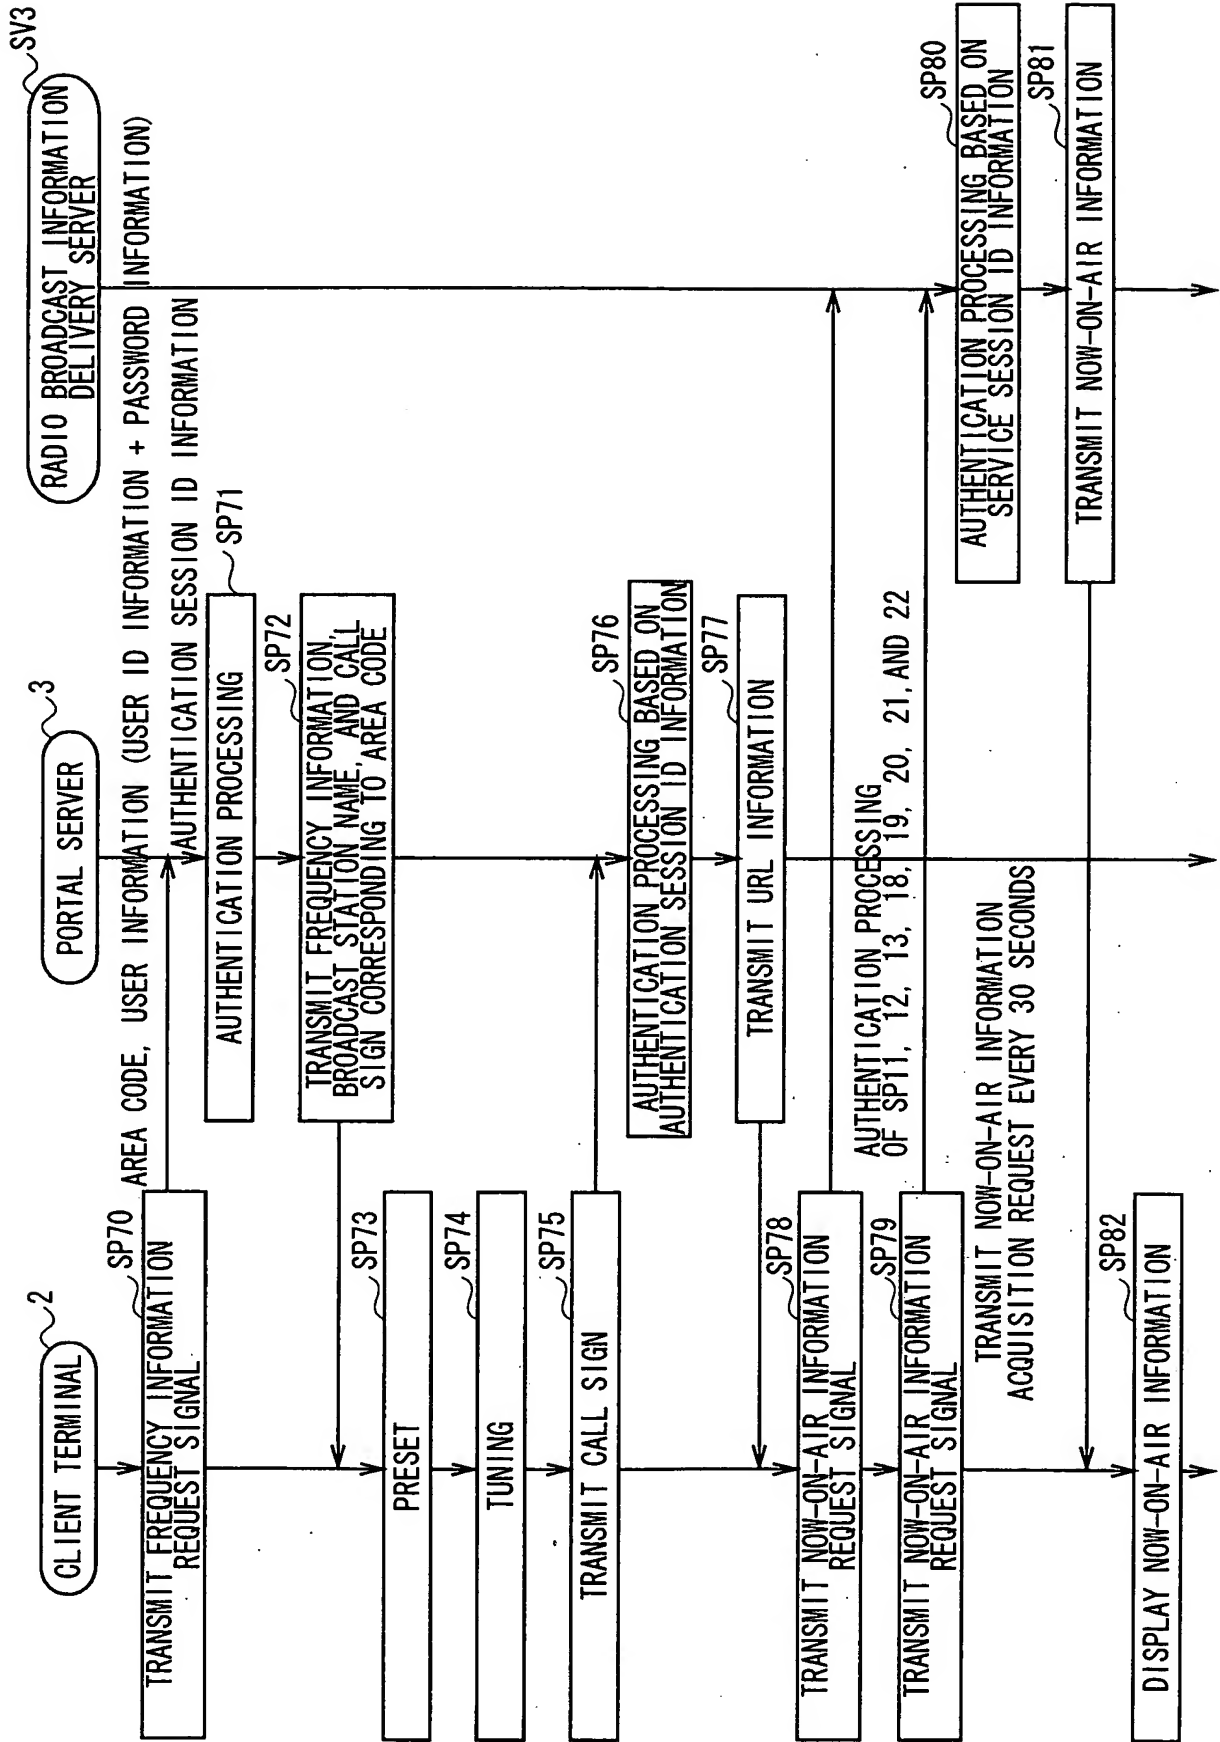 CLIENT TERMINAL
2
PORTAL SERVER
3
RADIO BROADCAST INFORMATION
DELIVERY SERVER
SV3
SP70
TRANSMIT FREQUENCY INFORMATION
REQUEST SIGNAL
AREA CODE, USER INFORMATION (USER ID INFORMATION + PASSWORD INFORMATION)
AUTHENTICATION SESSION ID INFORMATION
SP71
AUTHENTICATION PROCESSING
SP72
TRANSMIT FREQUENCY INFORMATION,
BROADCAST STATION NAME, AND CALL
SIGN CORRESPONDING TO AREA CODE
SP73
PRESET
SP74
TUNING
SP75
TRANSMIT CALL SIGN
SP76
AUTHENTICATION PROCESSING BASED ON
AUTHENTICATION SESSION ID INFORMATION
SP77
TRANSMIT URL INFORMATION
SP78
TRANSMIT NOW-ON-AIR INFORMATION
REQUEST SIGNAL
AUTHENTICATION PROCESSING
OF SP11, 12, 13, 18, 19, 20, 21, AND 22
SP79
TRANSMIT NOW-ON-AIR INFORMATION
REQUEST SIGNAL
SP80
AUTHENTICATION PROCESS BASED ON
SERVICE SESSION ID INFORMATION
TRANSMIT NOW-ON-AIR INFORMATION
ACQUISITION REQUEST EVERY 30 SECONDS
SP81
TRANSMIT NOW-ON-AIR INFORMATION
SP82
DISPLAY NOW-ON-AIR INFORMATION